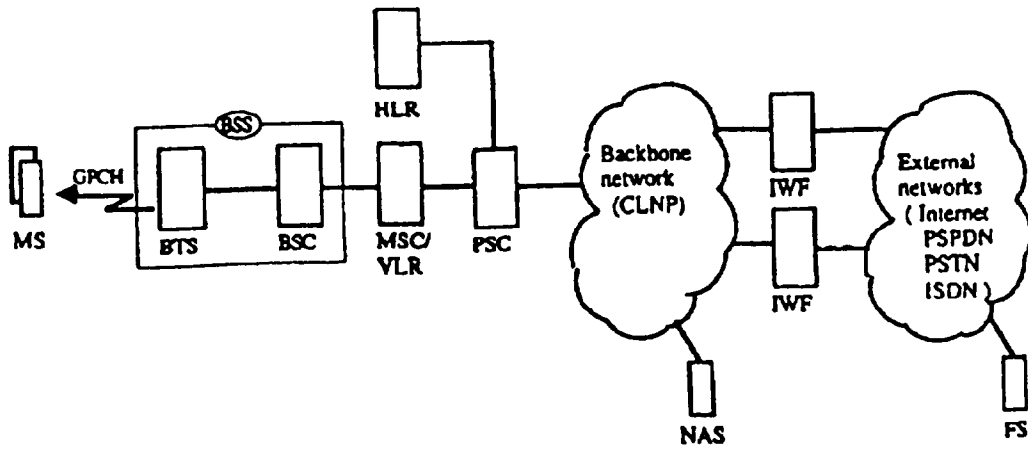 HLR
BSS
GPCH
MS
BTS
BSC
MSC/
VLR
PSC
Backbone
network
(CLNP)
IWF
IWF
External
networks
( Internet
PSPDN
PSTN
ISDN )
NAS
FS